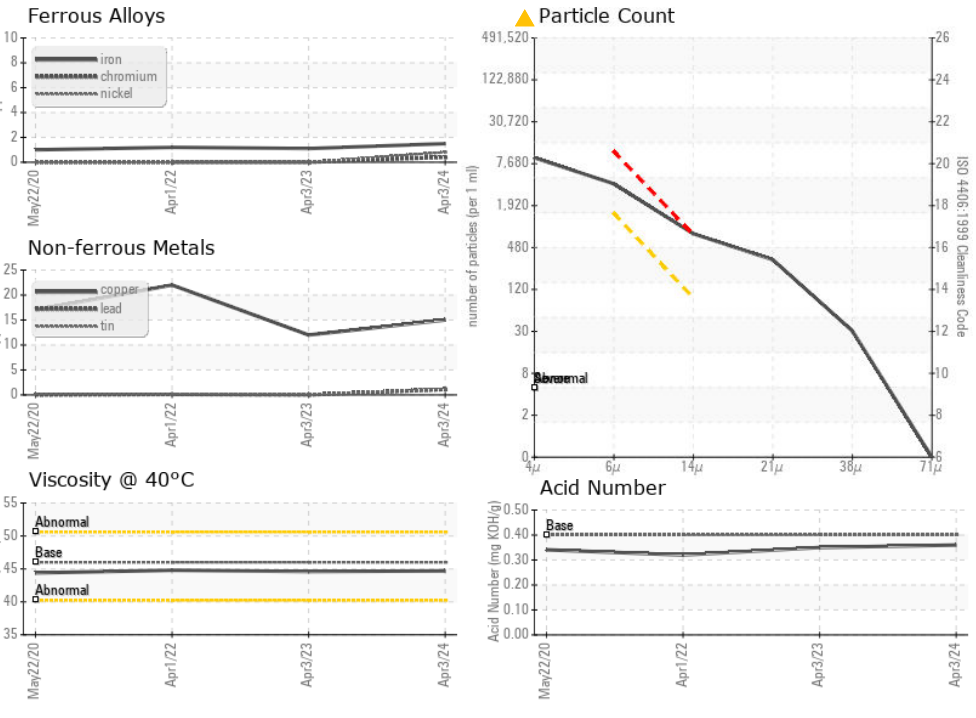 Ferrous Alloys
10
8
6
4
2
0
iron
chromium
nickel
May22/20
Apr1/22
Apr3/23
Apr3/24
Non-ferrous Metals
25
20
15
10
5
0
copper
lead
tin
May22/20
Apr1/22
Apr3/23
Apr3/24
Viscosity @ 40°C
55
50
45
40
35
Abnormal
Base
Abnormal
May22/20
Apr1/22
Apr3/23
Apr3/24
Particle Count
number of particles (per 1 ml)
491,520
122,880
30,720
7,680
1,920
480
120
30
8
2
0
Abnormal
4µ
6µ
14µ
21µ
38µ
71µ
26
24
22
20
18
16
14
12
10
8
6
ISO 4406:1999 Cleanliness Code
Acid Number
Acid Number (mg KOH/g)
0.50
0.40
0.30
0.20
0.10
0.00
Base
May22/20
Apr1/22
Apr3/23
Apr3/24